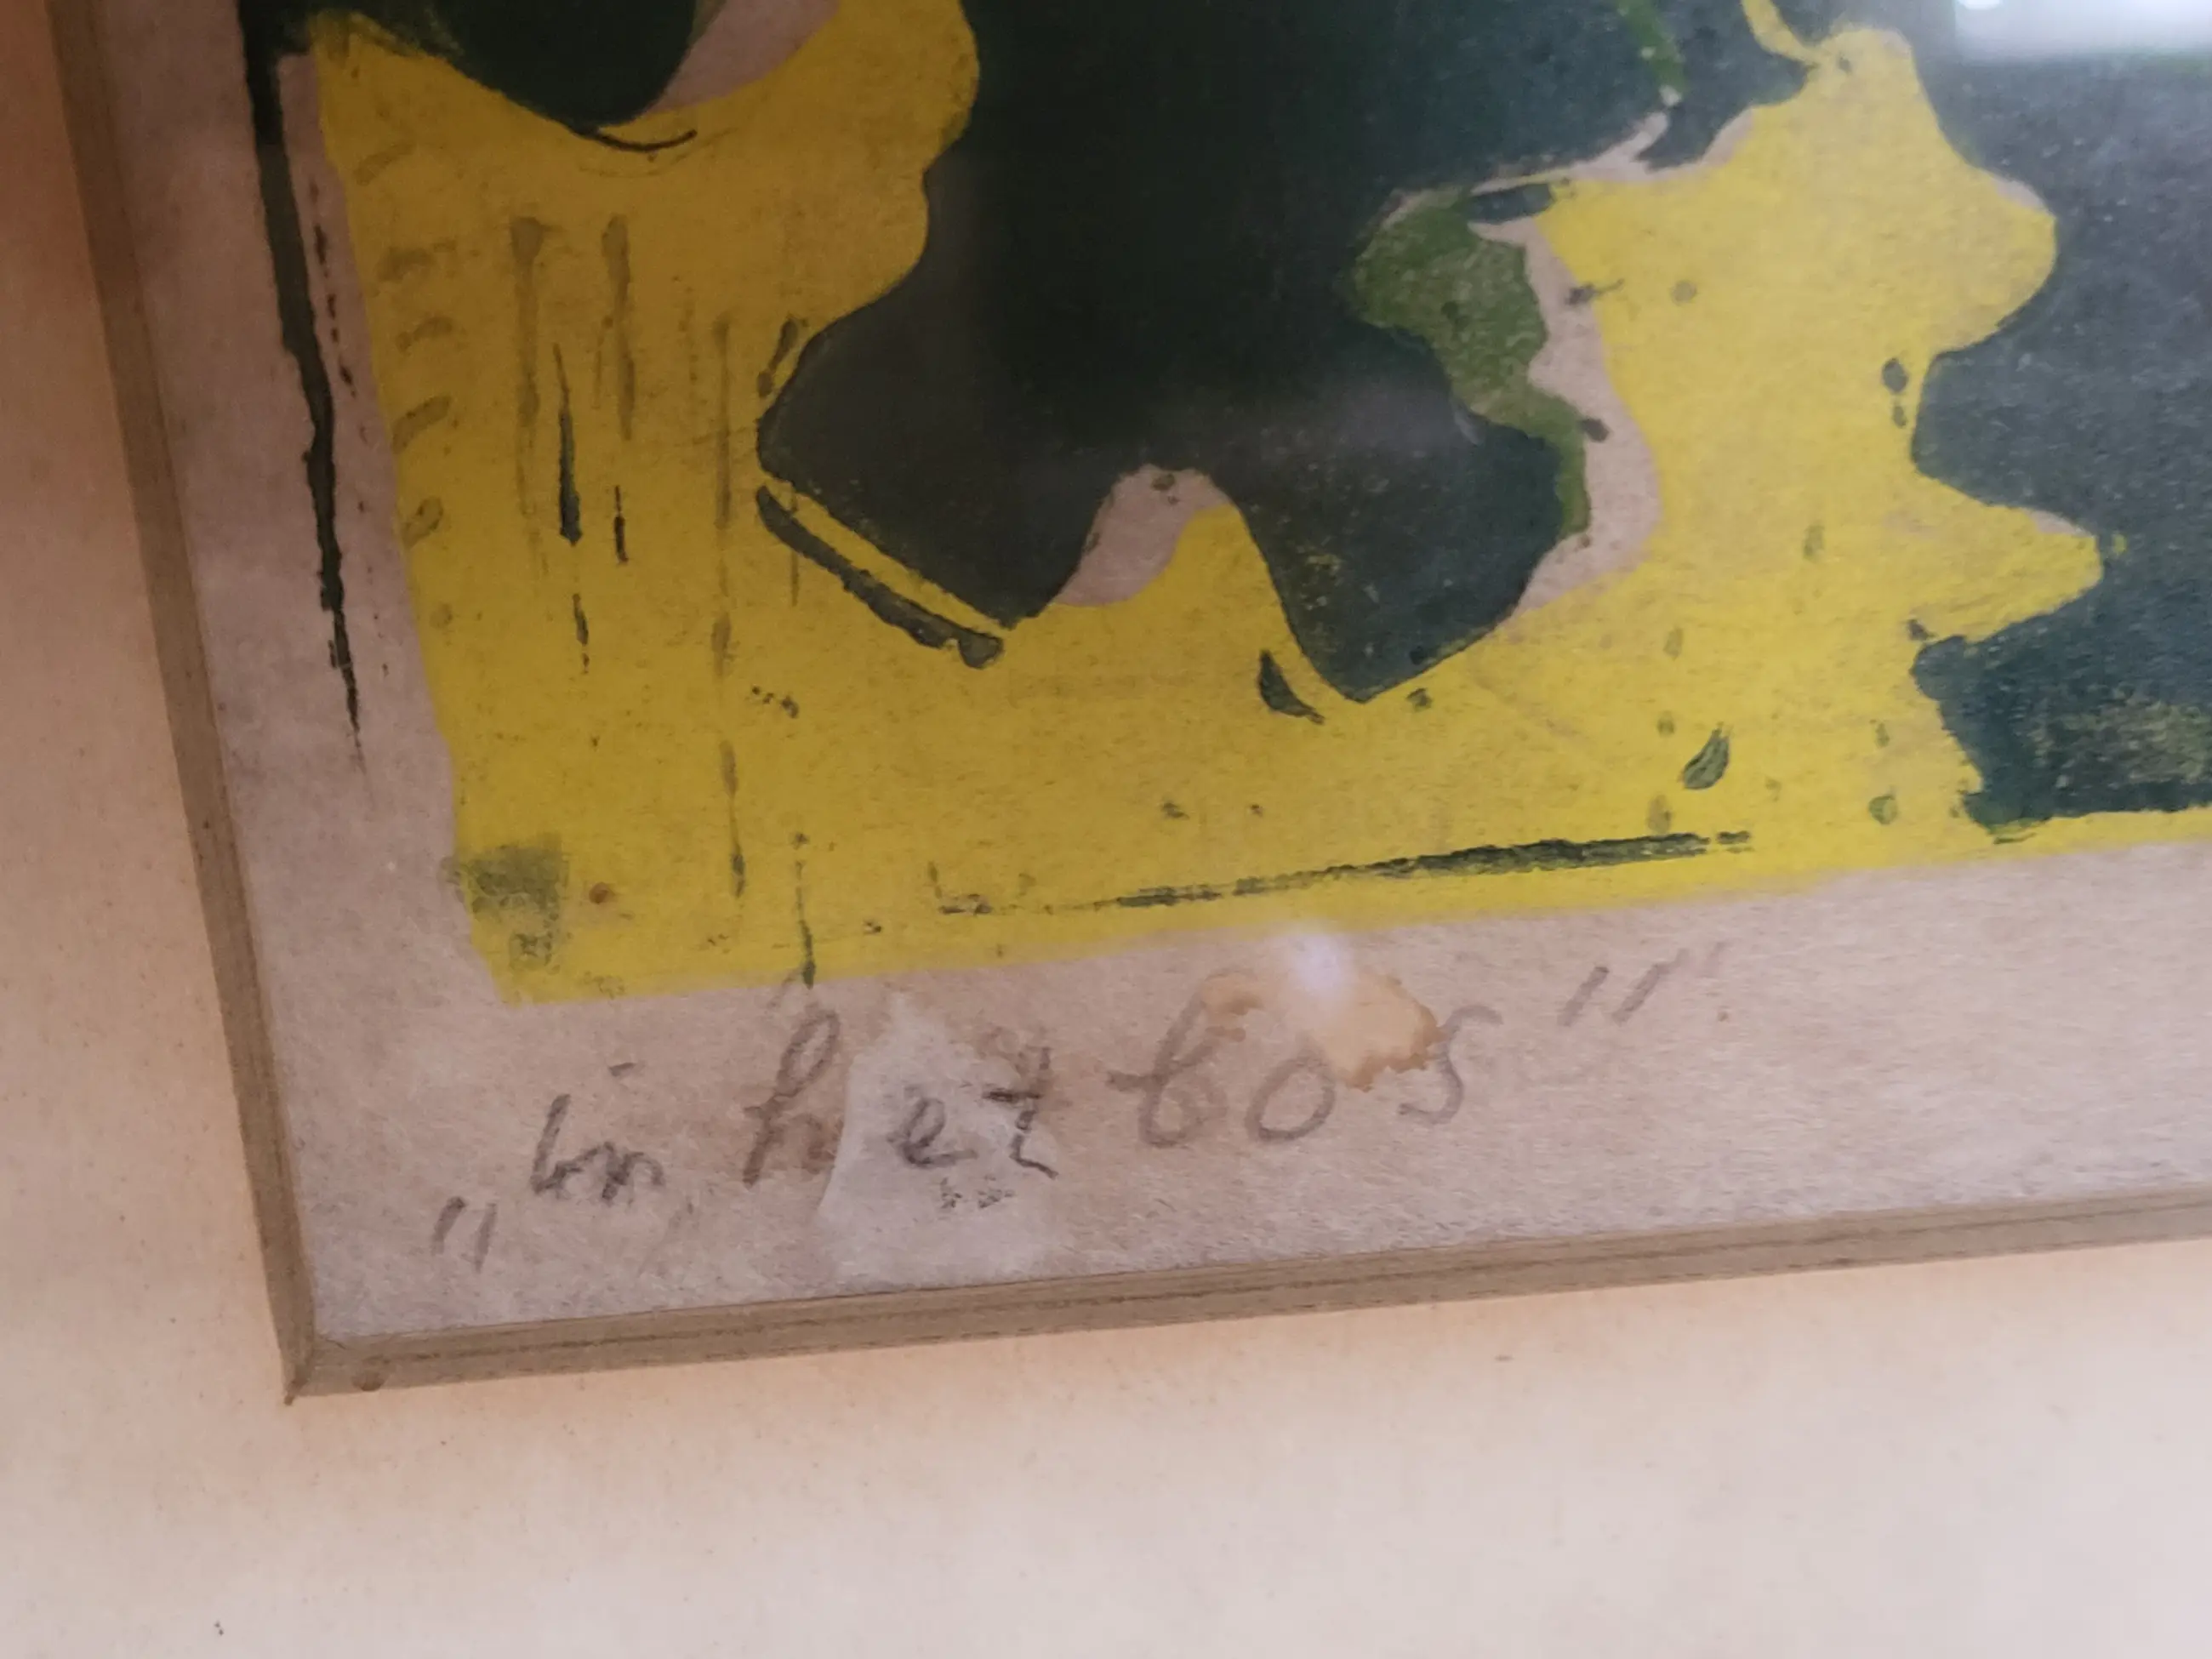 „in het bos”